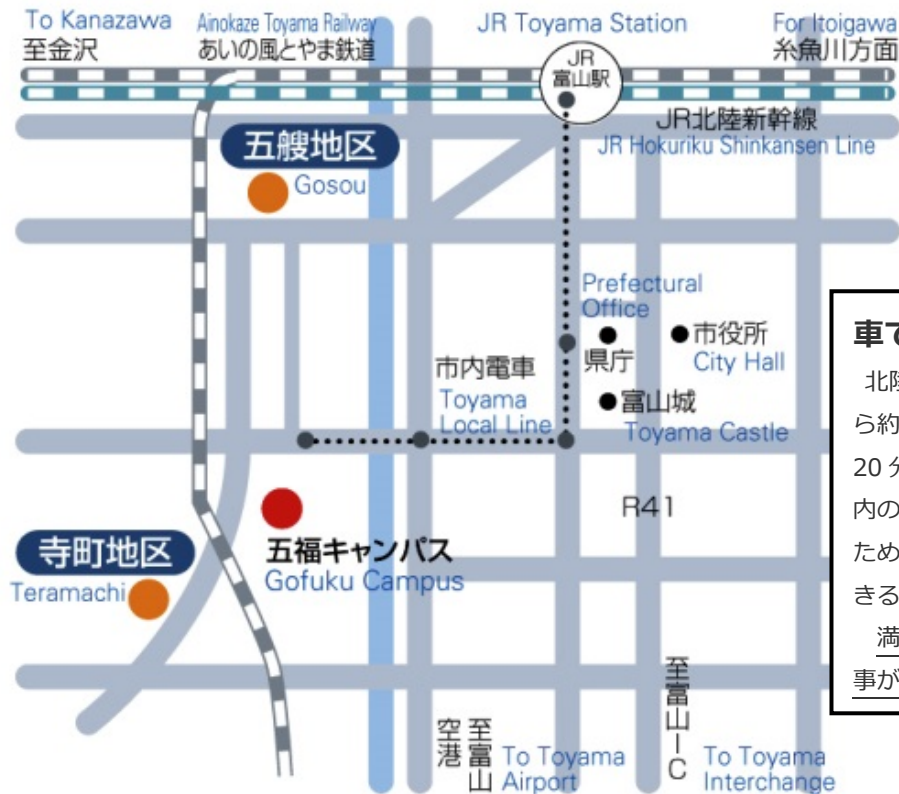 To Kanazawa
至金沢
Ainokaze Toyama Railway
あいの風とやま鉄道
JR Toyama Station
JR
富山駅
For Itoigawa
糸魚川方面
JR北陸新幹線
JR Hokuriku Shinkansen Line
五艘地区
Gosou
Prefectural
Office
県庁
市役所
City Hall
市内電車
Toyama
Local Line
富山城
Toyama Castle
R41
五福キャンパス
Gofuku Campus
寺町地区
Teramachi
至富山
空港
To Toyama
Airport
至富山IC
To Toyama
Interchange
車で
北陸
ら約
20分
内の
ため
きる
満
事が